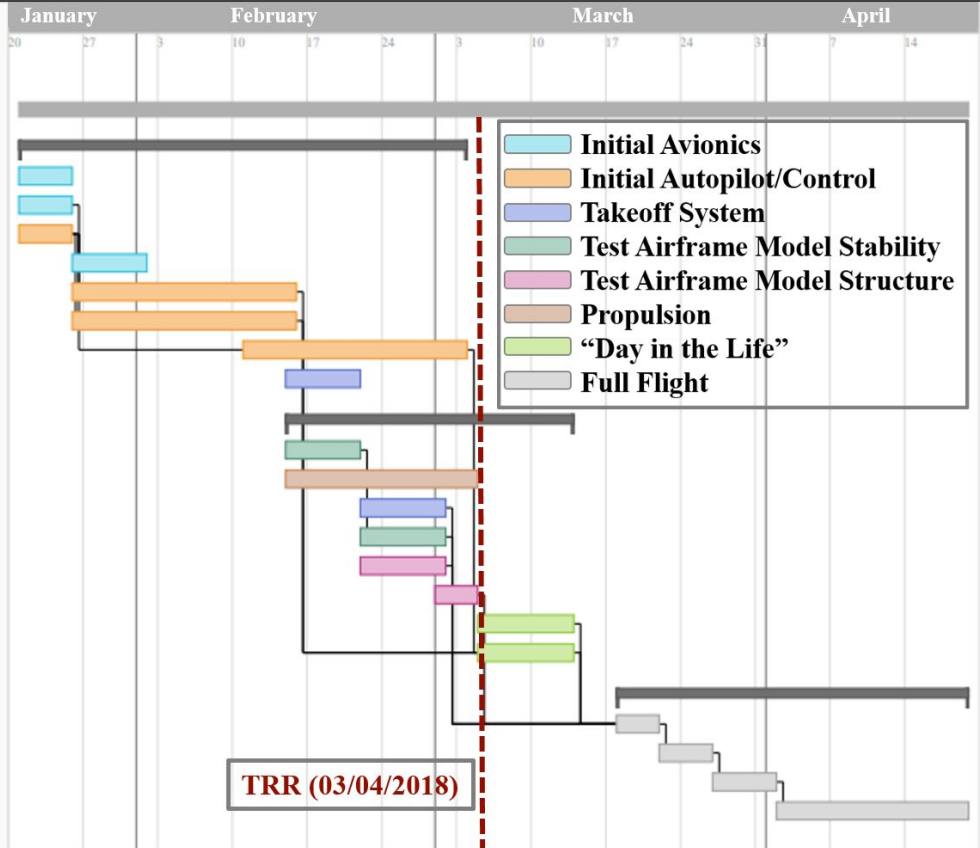 January February March April
20 27 3 10 17 24 3 10 17 24 31 7 14
Initial Avionics
Initial Autopilot/Control
Takeoff System
Test Airframe Model Stability
Test Airframe Model Structure
Propulsion
“Day in the Life”
Full Flight
TRR (03/04/2018)